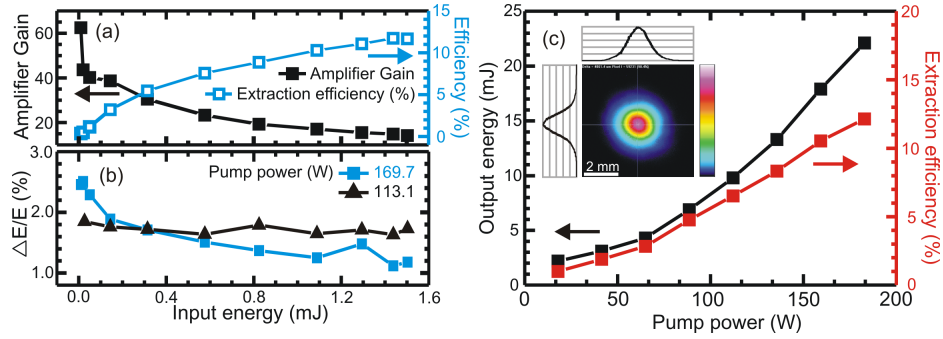 (a)
Amplifier Gain
60
40
20
15
10
5
0
Efficiency (%)
Extraction
Amplifier Gain
Extraction efficiency (%)
(b)
△E/E (%)
3.0
2.0
1.0
Pump power (W)
169.7
113.1
0.0
0.4
0.8
1.2
1.6
Input energy (mJ)
(c)
Output energy (mJ)
25
20
15
10
5
0
2 mm
20
15
10
5
0
Extraction efficiency (%)
0
50
100
150
200
Pump power (W)